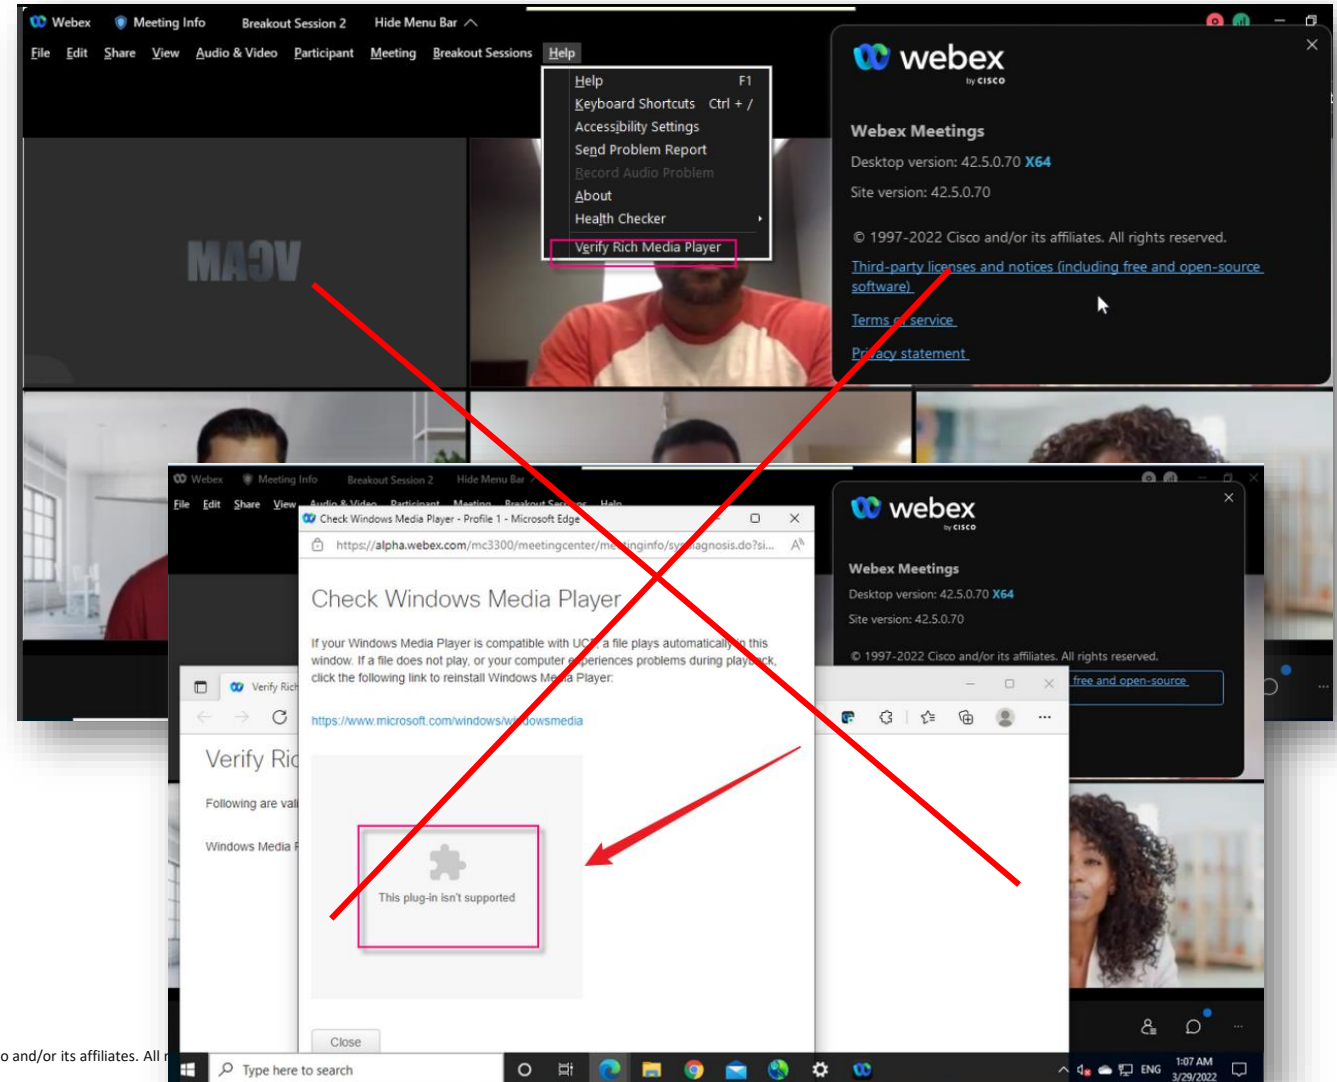 Webex Meeting Info Breakout Session 2 Hide Menu Bar
File Edit Share View Audio & Video Participant Meeting Breakout Sessions Help
Help F1
Keyboard Shortcuts Ctrl + /
Accessibility Settings
Send Problem Report
Record Audio Problem
About
Health Checker
Verify Rich Media Player
webex
by CISCO
Webex Meetings
Desktop version: 42.5.0.70 X64
Site version: 42.5.0.70
© 1997-2022 Cisco and/or its affiliates. All rights reserved.
Third-party licenses and notices (including free and open-source
software)
Terms of service
Privacy statement
VCAM
Webex Meeting Info Breakout Session 2 Hide Menu Bar
File Edit Share View Audio & Video Participant Meeting Breakout Sessions Help
webex
by CISCO
Webex Meetings
Desktop version: 42.5.0.70 X64
Site version: 42.5.0.70
© 1997-2022 Cisco and/or its affiliates. All rights reserved.
free and open-source
Check Windows Media Player - Profile 1 - Microsoft Edge
https://alpha.webex.com/mc3300/meetingcenter/meetinginfo/sysdiagnosis.do?si...
Check Windows Media Player
If your Windows Media Player is compatible with UCF, a file plays automatically in this
window. If a file does not play, or your computer experiences problems during playback,
click the following link to reinstall Windows Media Player:
https://www.microsoft.com/windows/windowsmedia
This plug-in isn't supported
Close
Verify Rich
Verify Ric
Following are vali
Windows Media
o and/or its affiliates. All
Type here to search
ENG
1:07 AM
3/29/2022